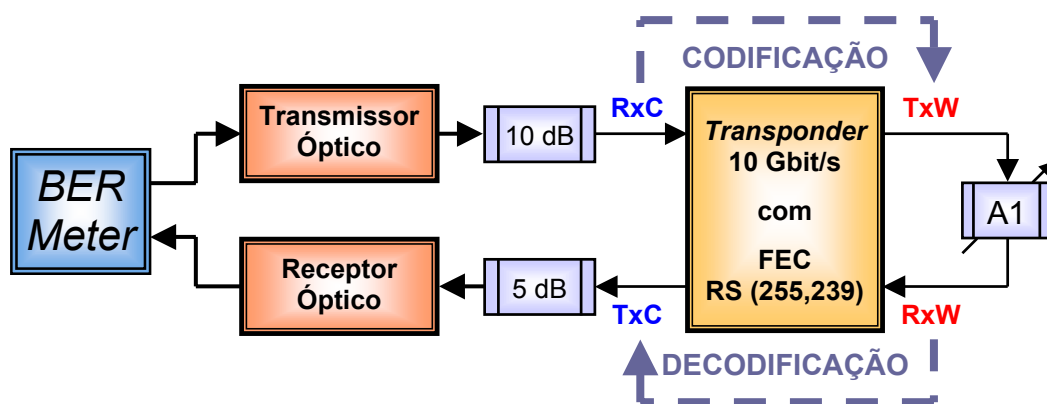 CODIFICAÇÃO
RxC
TxW
Transmissor
Óptico
10 dB
Transponder
10 Gbit/s
com
FEC
RS (255,239)
BER
Meter
A1
Receptor
Óptico
5 dB
TxC
RxW
DECODIFICAÇÃO